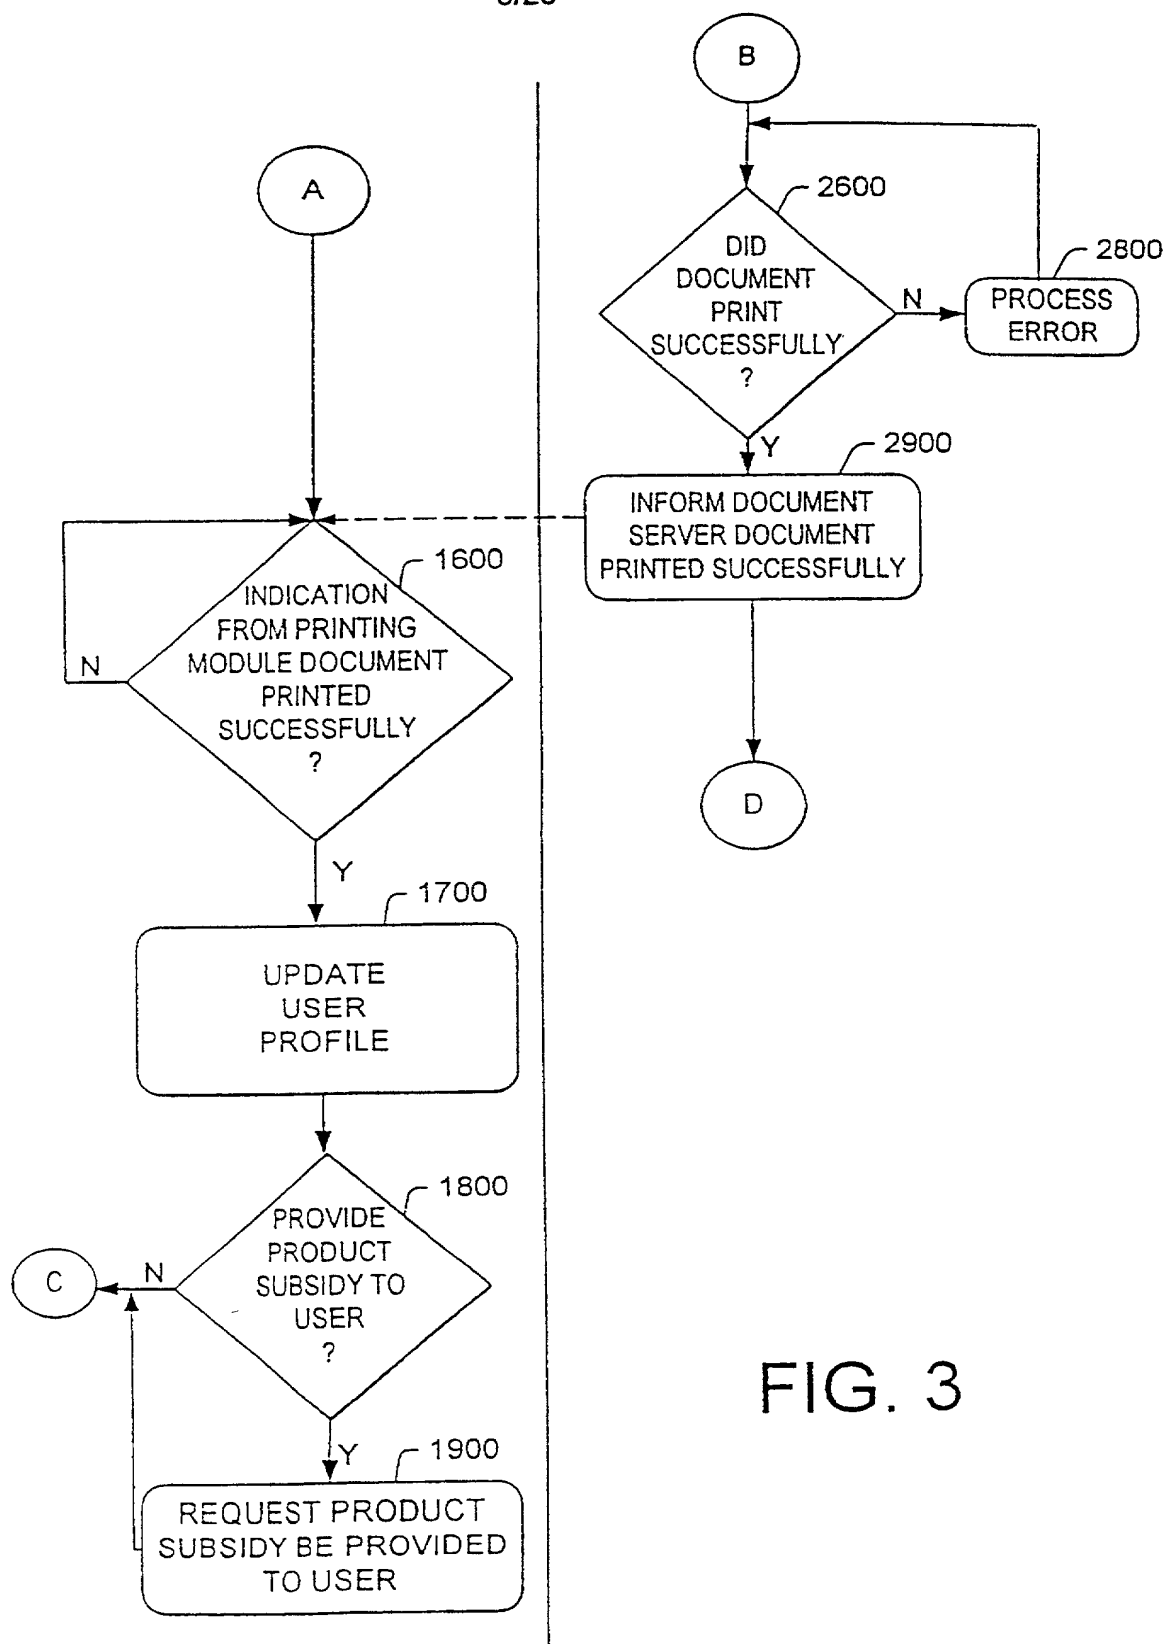 B
A
2600
DID
DOCUMENT
PRINT
SUCCESSFULLY
?
N
2800
PROCESS
ERROR
Y
2900
INFORM DOCUMENT
SERVER DOCUMENT
PRINTED SUCCESSFULLY
D
1600
INDICATION
FROM PRINTING
MODULE DOCUMENT
PRINTED
SUCCESSFULLY
?
N
Y
1700
UPDATE
USER
PROFILE
1800
PROVIDE
PRODUCT
SUBSIDY TO
USER
?
N
C
Y
1900
REQUEST PRODUCT
SUBSIDY BE PROVIDED
TO USER
FIG. 3